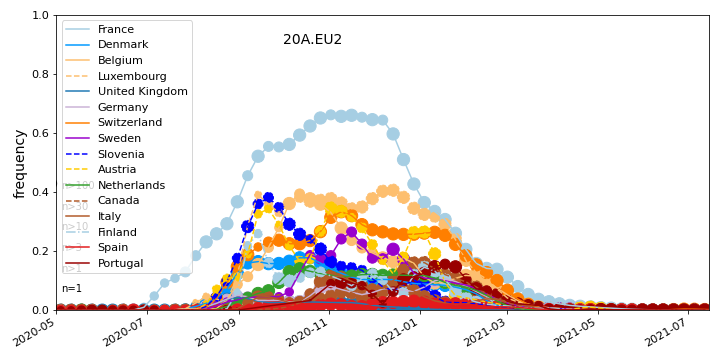 20A.EU2
frequency
1.0
0.8
0.6
0.4
0.2
0.0
France
Denmark
Belgium
Luxembourg
United Kingdom
Germany
Switzerland
Sweden
Slovenia
Austria
Netherlands
Canada
Italy
Finland
Spain
Portugal
n>100
n>30
n>10
n>3
n>1
n=1
2020-05
2020-07
2020-09
2020-11
2021-01
2021-03
2021-05
2021-07